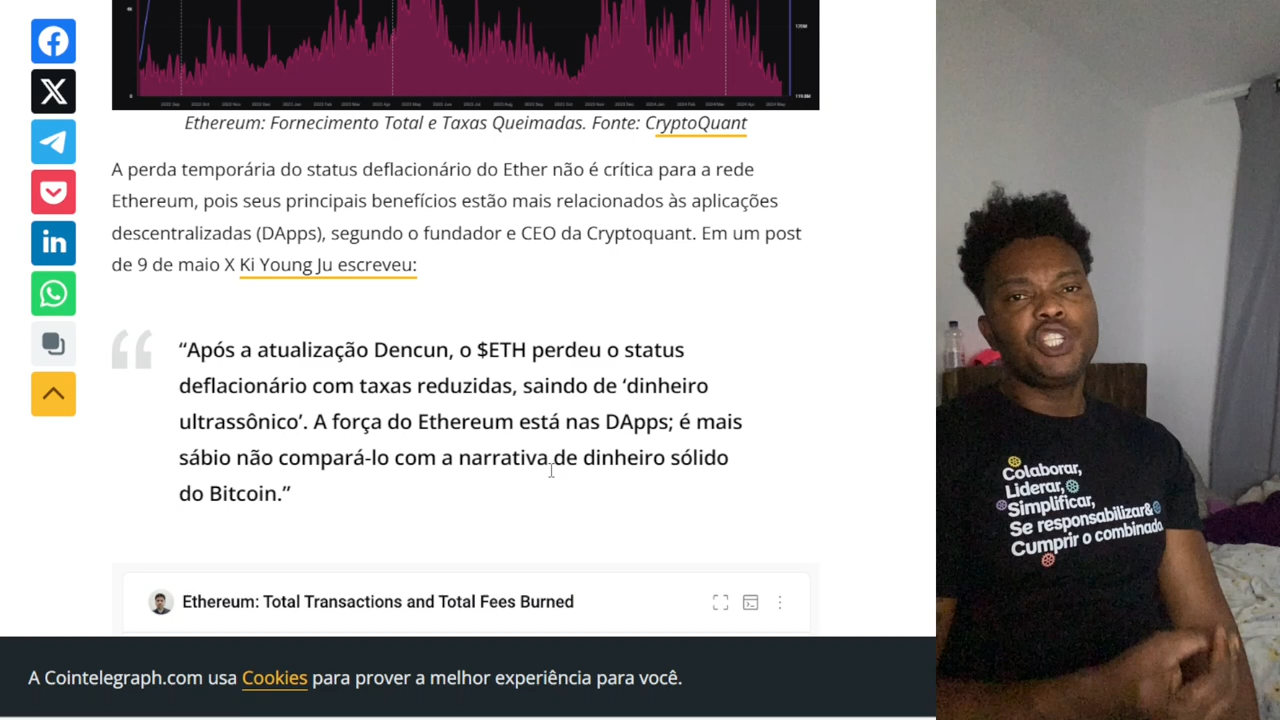 Ethereum: Fornecimento Total e Taxas Queimadas. Fonte: CryptoQuant
A perda temporária do status deflacionário do Ether não é crítica para a rede
Ethereum, pois seus principais benefícios estão mais relacionados às aplicações
descentralizadas (DApps), segundo o fundador e CEO da Cryptoquant. Em um post
de 9 de maio X Ki Young Ju escreveu:
“Após a atualização Dencun, o $ETH perdeu o status
deflacionário com taxas reduzidas, saindo de ‘dinheiro
ultrassônico’. A força do Ethereum está nas DApps; é mais
sábio não compará-lo com a narrativa de dinheiro sólido
do Bitcoin.”
Ethereum: Total Transactions and Total Fees Burned
A Cointelegraph.com usa Cookies para prover a melhor experiência para você.
Colaborar,
Liderar,
Simplificar,
Se responsabilizar&
Cumprir o combinado